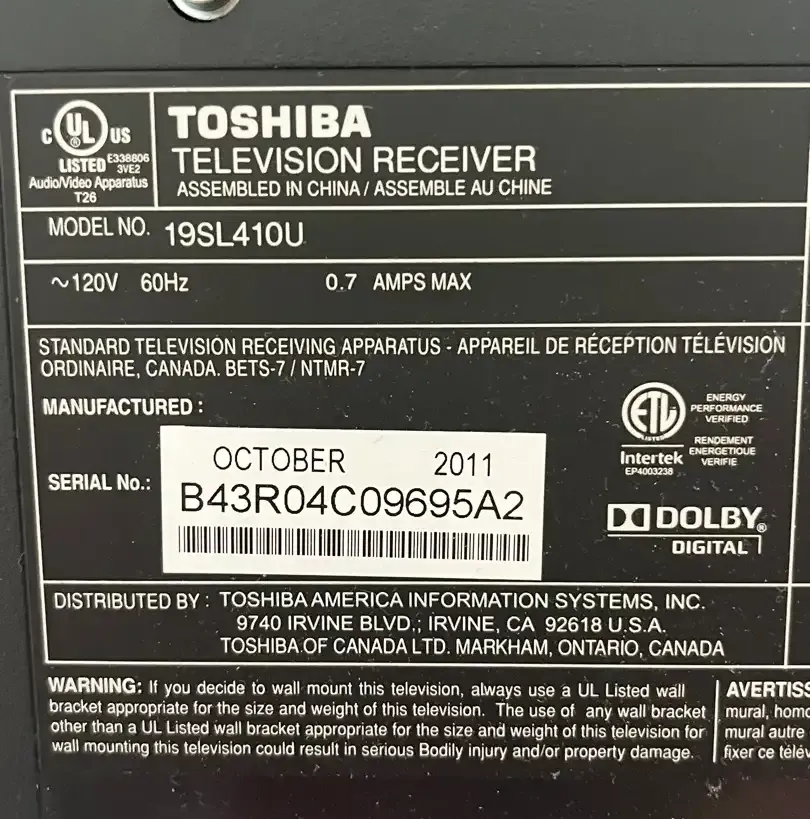 C UL US
®
LISTED E338806
3VE2
Audio/Video Apparatus
T26
TOSHIBA
TELEVISION RECEIVER
ASSEMBLED IN CHINA / ASSEMBLE AU CHINE
MODEL NO. 19SL410U
~120V 60Hz 0.7 AMPS MAX
STANDARD TELEVISION RECEIVING APPARATUS - APPAREIL DE RÉCEPTION TÉLÉVISION
ORDINAIRE, CANADA. BETS-7 / NTMR-7
MANUFACTURED :
OCTOBER 2011
SERIAL No.: B43R04C09695A2
ETL
LISTED
Intertek
EP4003238
ENERGY
PERFORMANCE
VERIFIED
RENDEMENT
ENERGETIQUE
VERIFIE
DOLBY®
DIGITAL
DISTRIBUTED BY : TOSHIBA AMERICA INFORMATION SYSTEMS, INC.
9740 IRVINE BLVD.; IRVINE, CA 92618 U.S.A.
TOSHIBA OF CANADA LTD. MARKHAM, ONTARIO, CANADA
WARNING: If you decide to wall mount this television, always use a UL Listed wall
bracket appropriate for the size and weight of this television. The use of any wall bracket
other than a UL Listed wall bracket appropriate for the size and weight of this television for
wall mounting this television could result in serious Bodily injury and/or property damage.
AVERTISS
mural, homo
mural autre
fixer ce télév